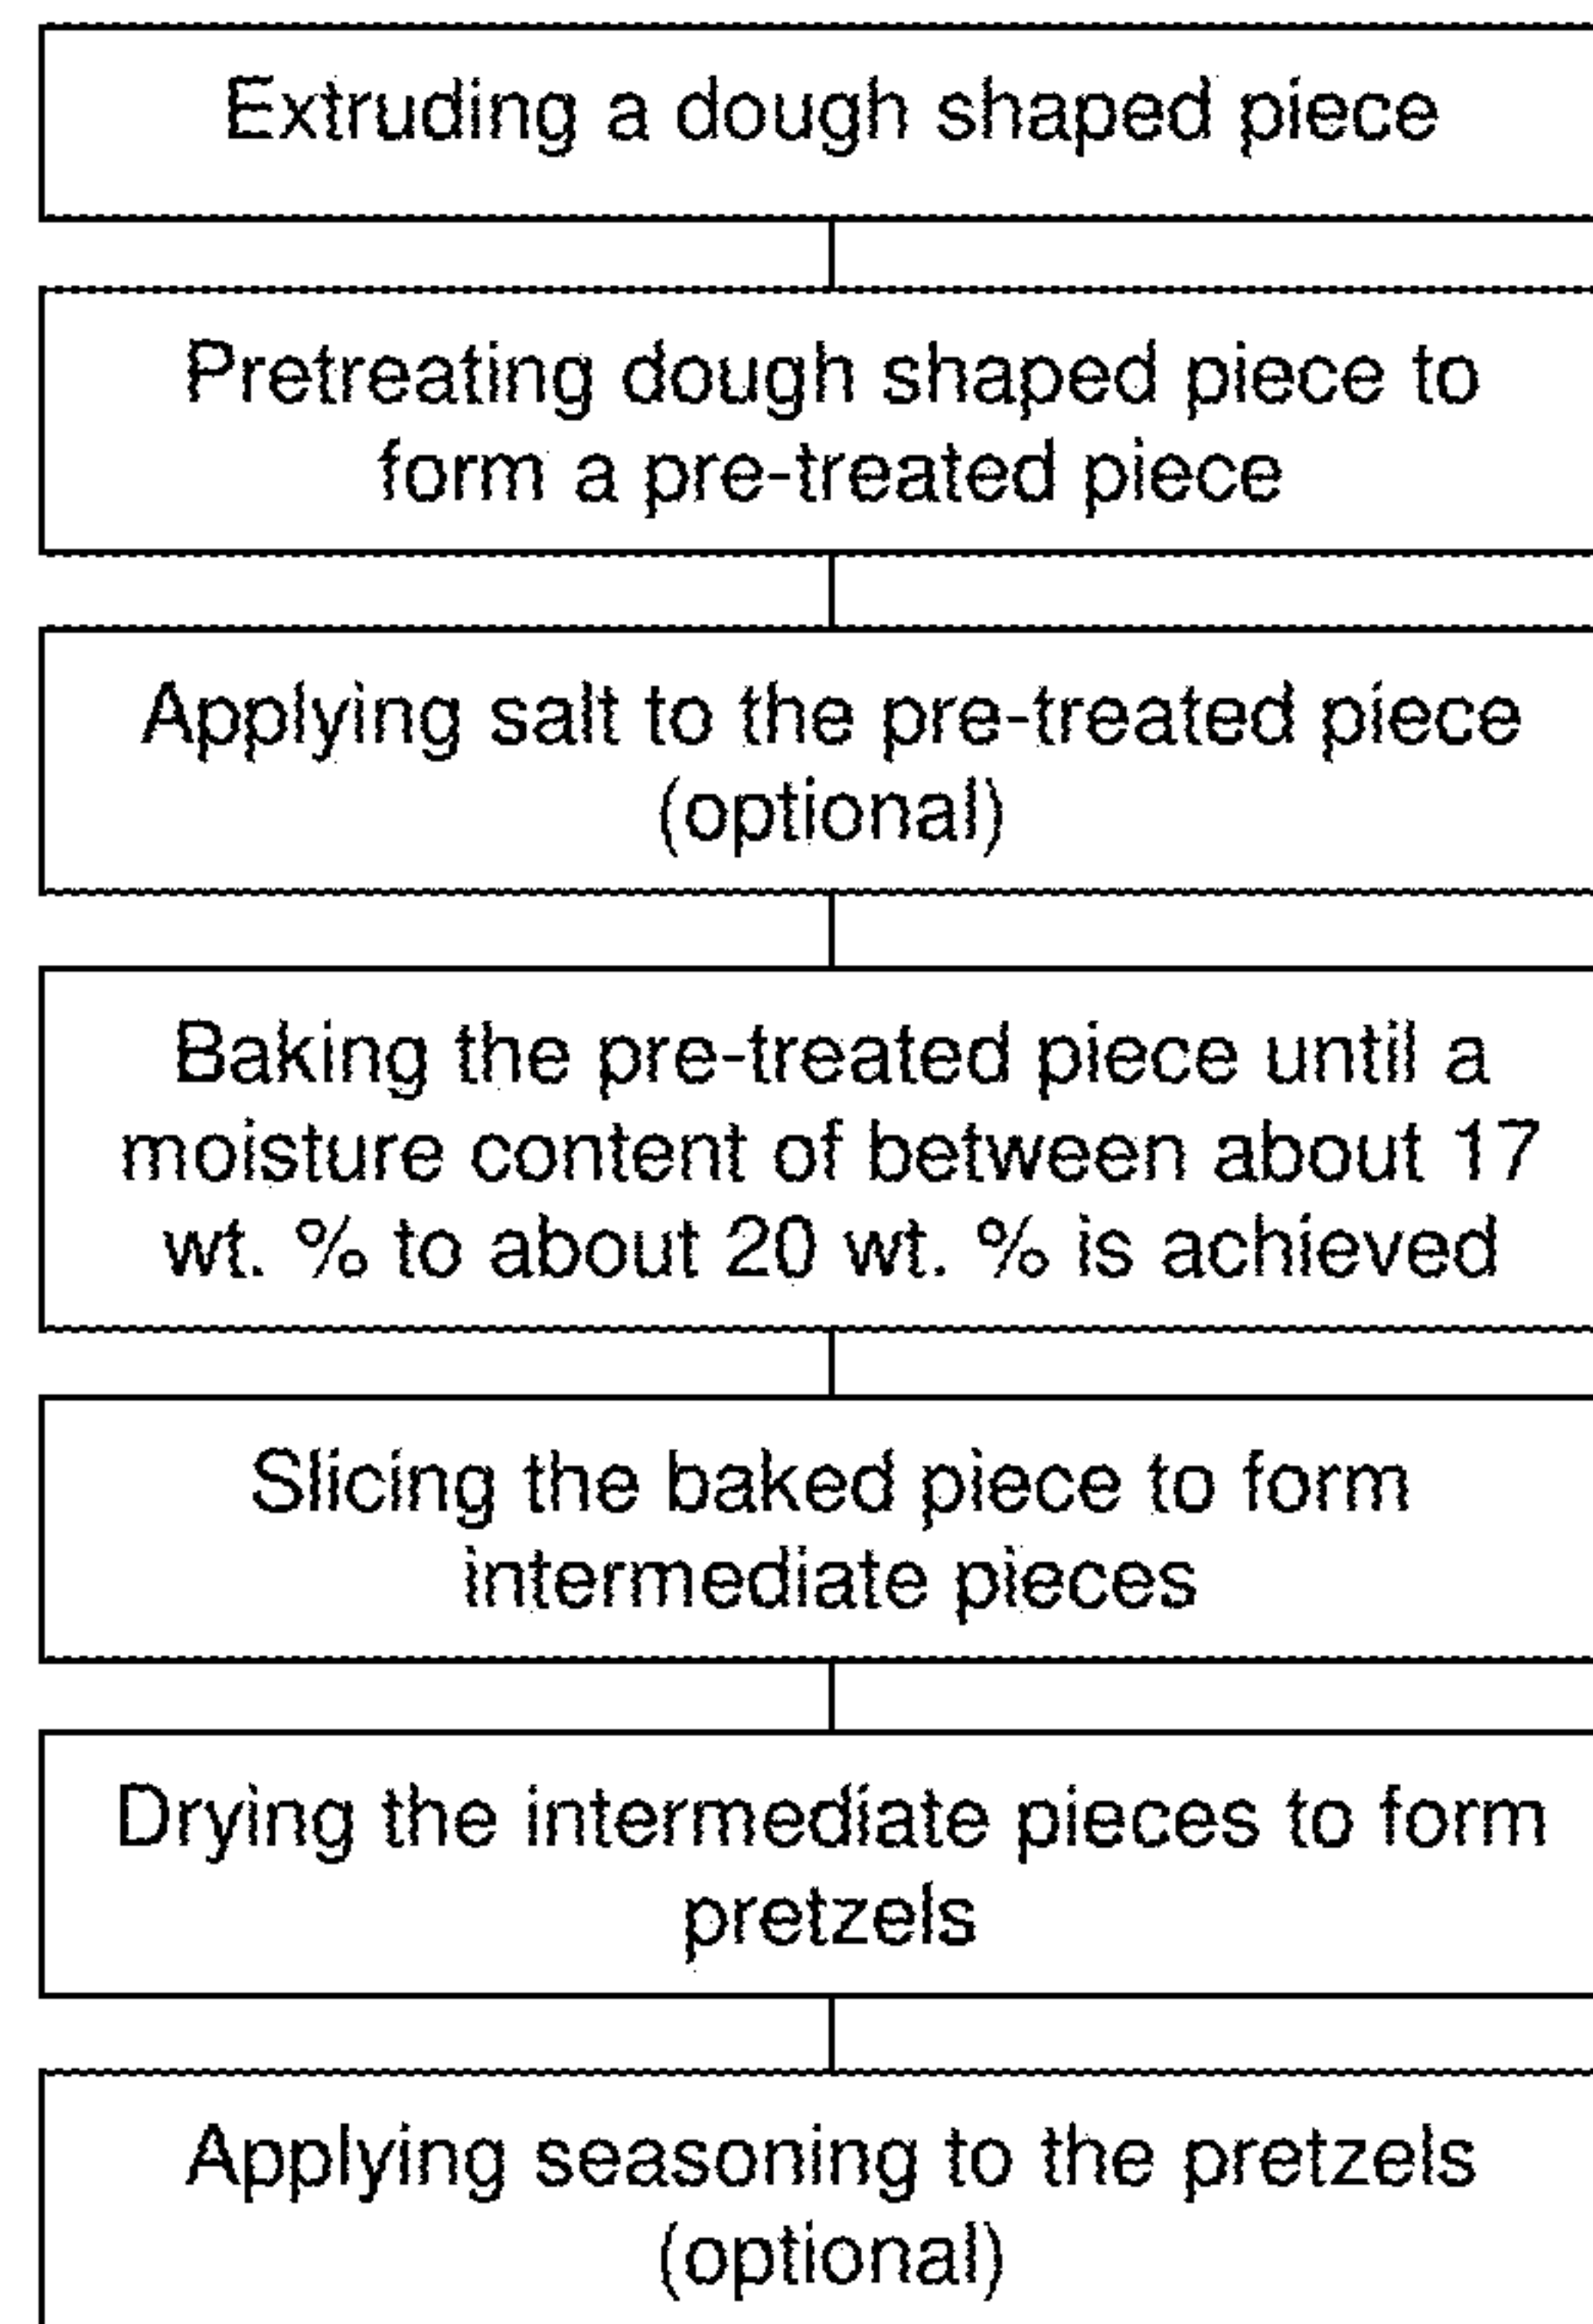 Extruding a dough shaped piece
Pretreating dough shaped piece to
form a pre-treated piece
Applying salt to the pre-treated piece
(optional)
Baking the pre-treated piece until a
moisture content of between about 17
wt. % to about 20 wt. % is achieved
Slicing the baked piece to form
intermediate pieces
Drying the intermediate pieces to form
pretzels
Applying seasoning to the pretzels
(optional)